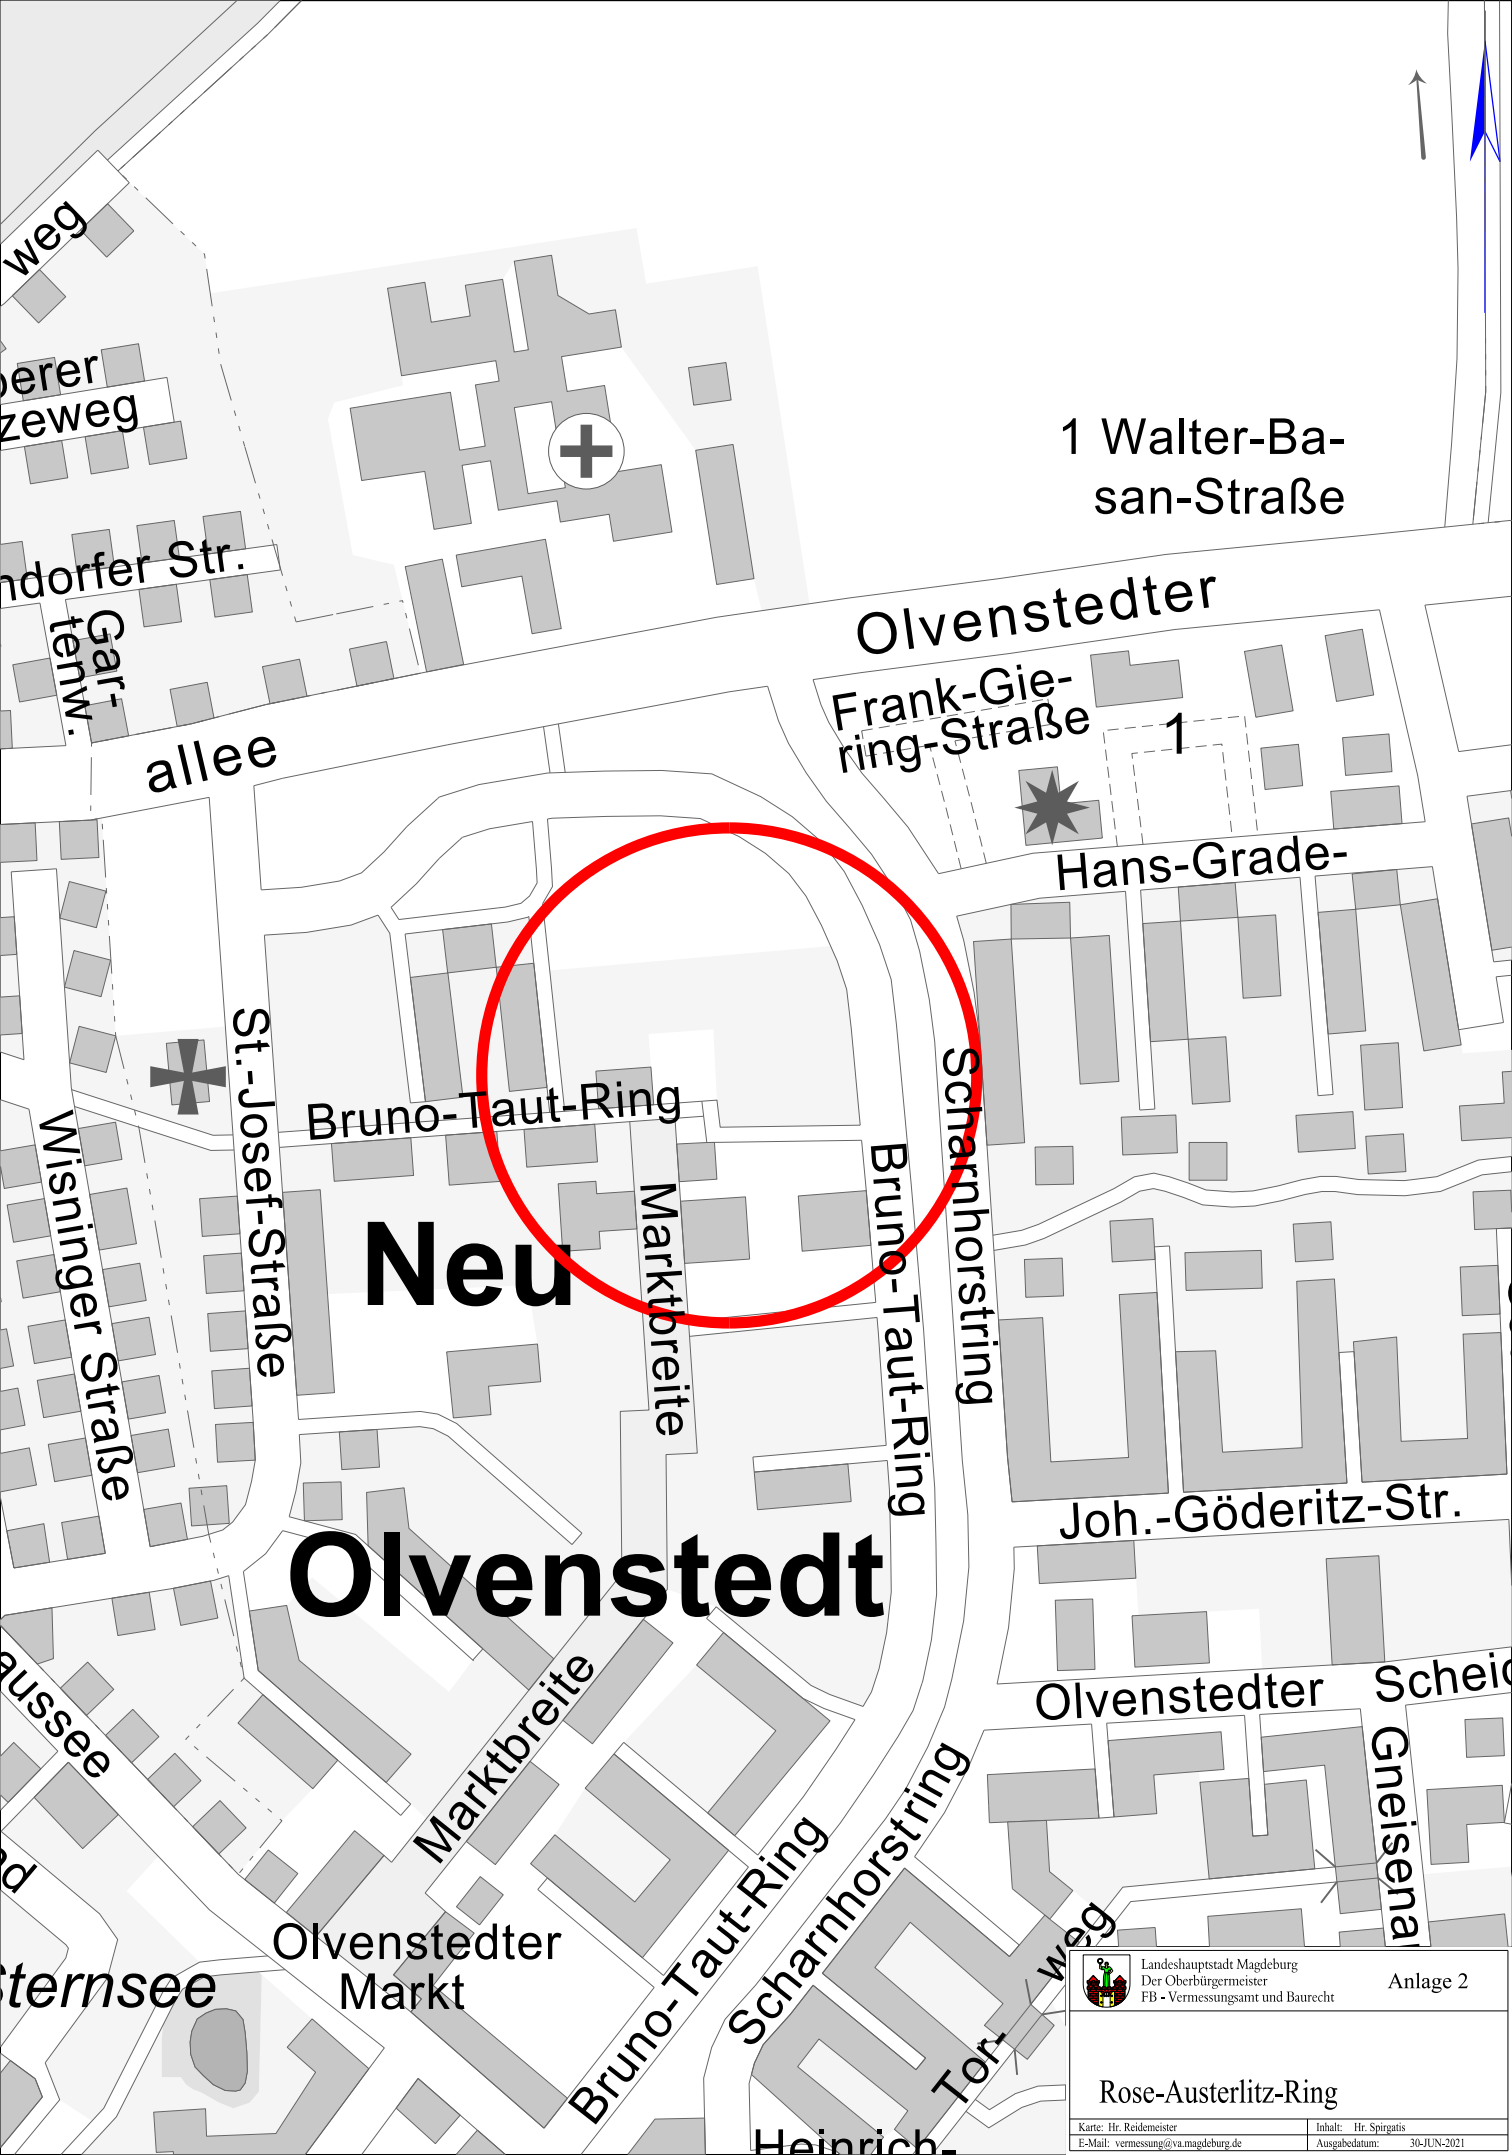 weg
zeweg
1 Walter-Ba-
san-Straße
ndorfer Str.
Gar-
tenw.
Olvenstedter
allee
Frank-Gie-
ring-Straße
1
Hans-Grade-
St.-Josef-Straße
Bruno-Taut-Ring
Scharnhorstring
Wisninger Straße
Bruno-Taut-Ring
Marktbreite
Neu
Olvenstedt
Joh.-Göderitz-Str.
Olvenstedter
Scheid
aussee
Marktbreite
Gneisenau
Bruno-Taut-Ring
Scharnhorstring
Olvenstedter
Markt
Sternsee
weg
Tor-
Heinrich-
Landeshauptstadt Magdeburg
Der Oberbürgermeister
FB - Vermessungsamt und Baurecht
Anlage 2
Rose-Austerlitz-Ring
Karte: Hr. Reidemeister
Inhalt: Hr. Spirgatis
E-Mail: vermessung@va.magdeburg.de
Ausgabedatum: 30-JUN-2021